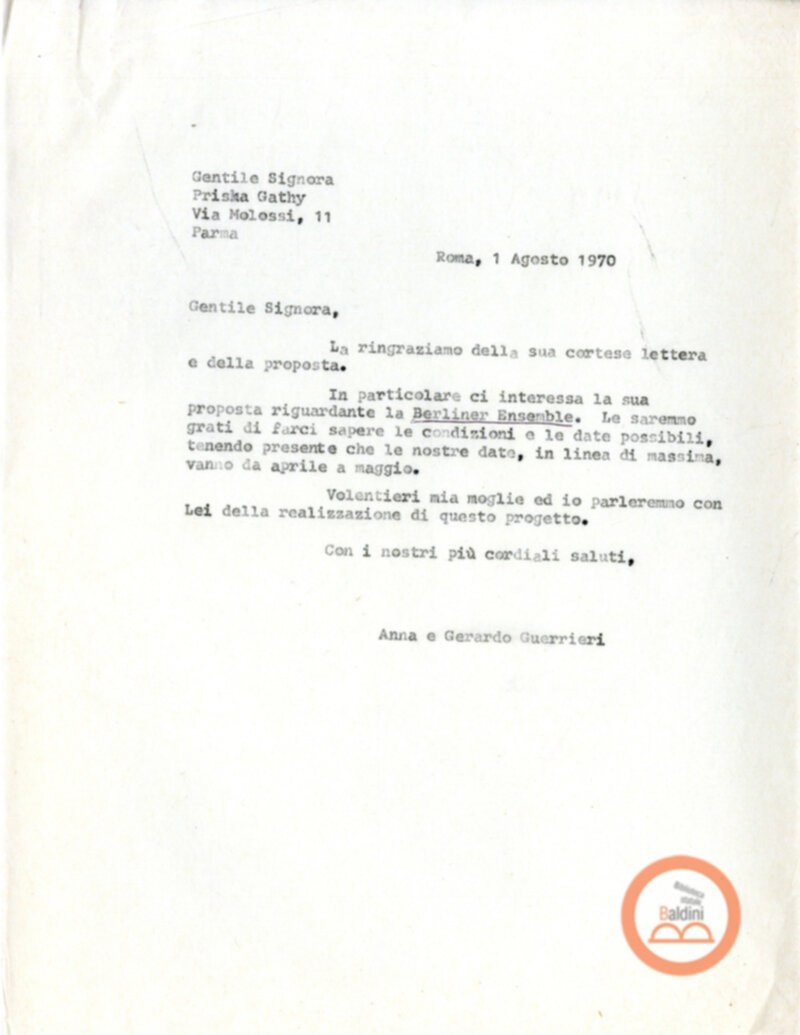 Gentile Signora
Priska Gathy
Via Molossi, 11
Parma
Roma, 1 Agosto 1970
Gentile Signora,
La ringraziamo della sua cortese lettera
e della proposta.
In particolare ci interessa la sua
proposta riguardante la Berliner Ensemble. Le saremmo
grati di farci sapere le condizioni e le date possibili,
tenendo presente che le nostre date, in linea di massima,
vanno da aprile a maggio.
Volentieri mia moglie ed io parleremmo con
Lei della realizzazione di questo progetto.
Con i nostri più cordiali saluti,
Anna e Gerardo Guerrieri
Biblioteca
statale
Baldini